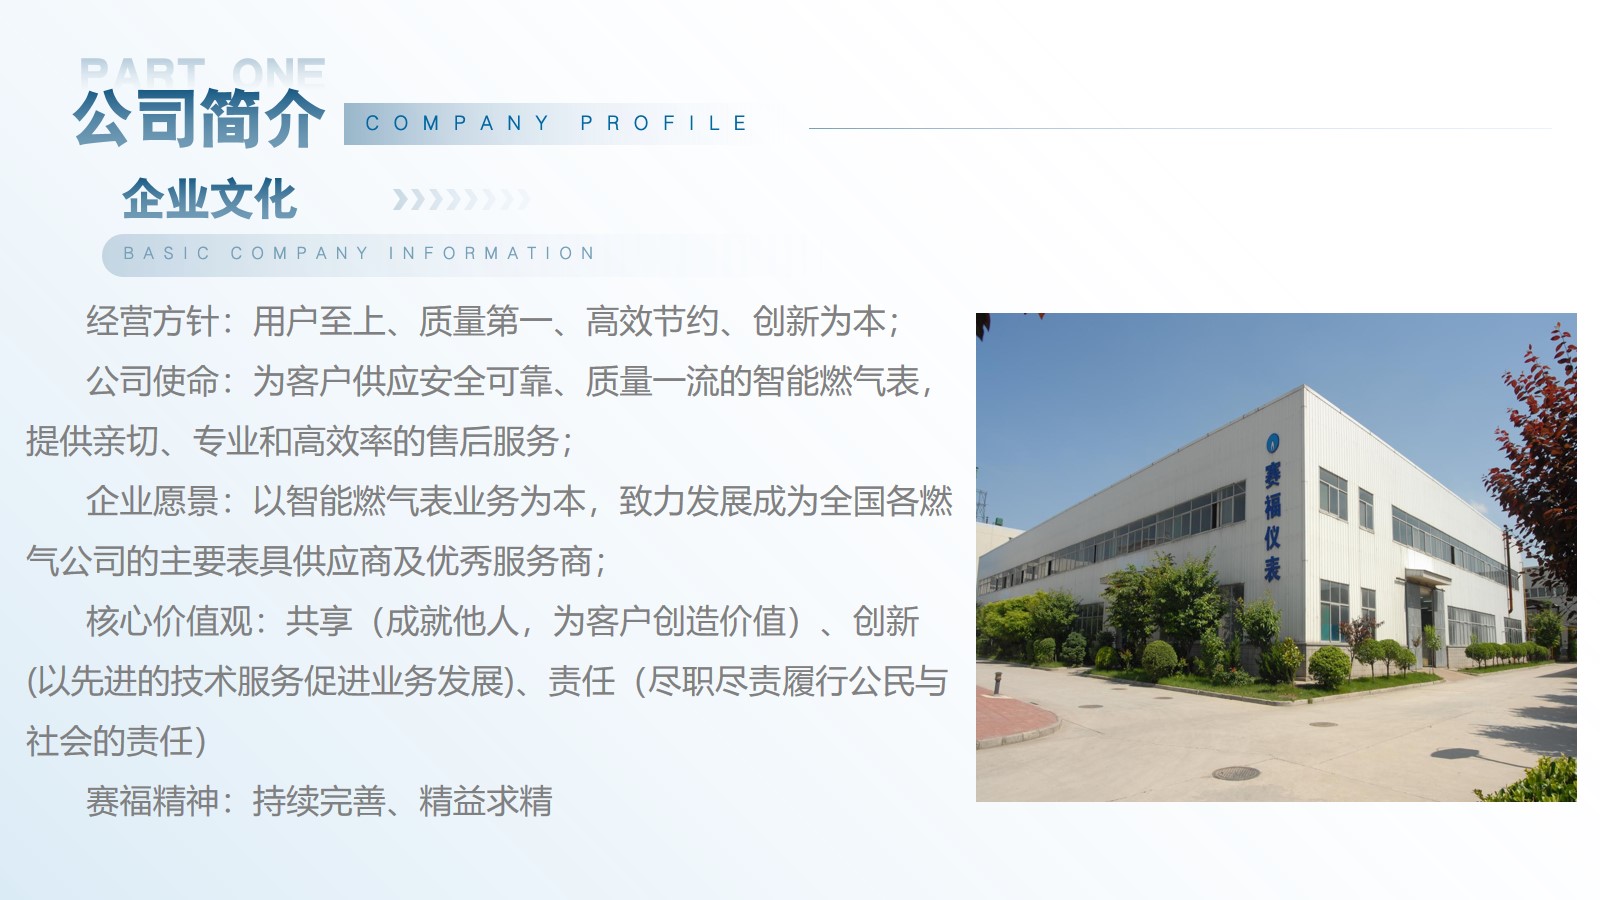 PART ONE
公司简介
COMPANY PROFILE
企业文化
BASIC COMPANY INFORMATION
经营方针：用户至上、质量第一、高效节约、创新为本；
公司使命：为客户供应安全可靠、质量一流的智能燃气表，
提供亲切、专业和高效率的售后服务；
企业愿景：以智能燃气表业务为本，致力发展成为全国各燃
气公司的主要表具供应商及优秀服务商；
核心价值观：共享（成就他人，为客户创造价值）、创新
(以先进的技术服务促进业务发展)、责任（尽职尽责履行公民与
社会的责任）
赛福精神：持续完善、精益求精
赛福仪表